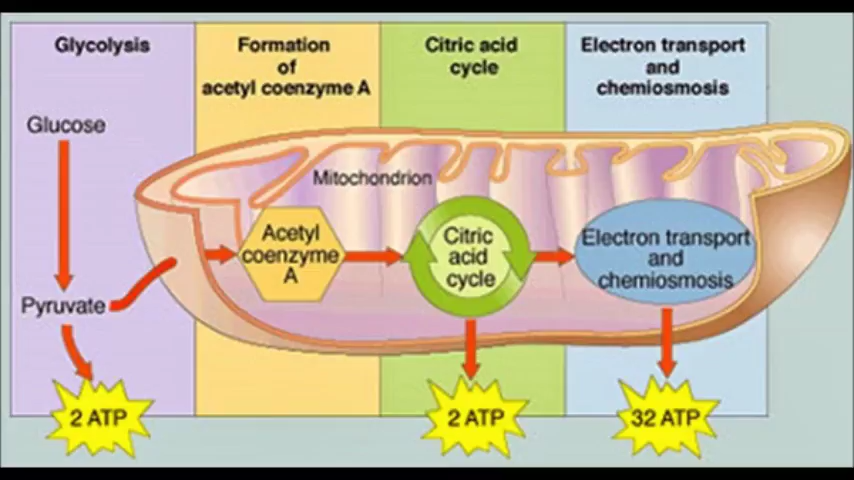 Glycolysis
Formation
of
acetyl coenzyme A
Citric acid
cycle
Electron transport
and
chemiosmosis
Glucose
Mitochondrion
Acetyl
coenzyme
A
Citric
acid
cycle
Electron transport
and
chemiosmosis
Pyruvate
2 ATP
2 ATP
32 ATP